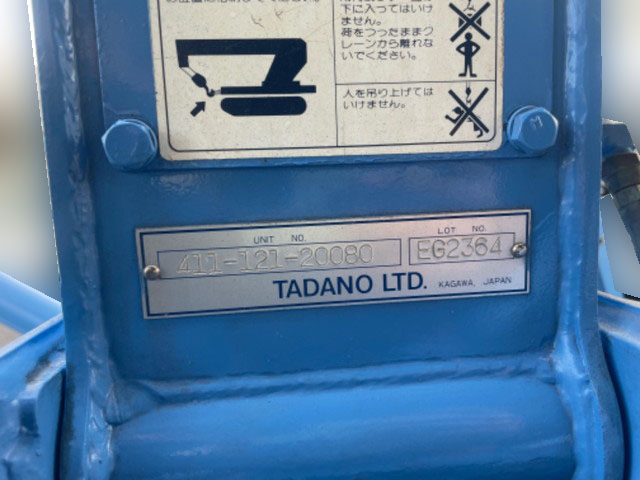 下に入ってはいけ
ません。
荷をつったままク
レーンから離れな
いでください。
人を吊り上げては
いけません。
UNIT NO.
LOT NO.
411-121-20080
EG2364
TADANO LTD.
KAGAWA, JAPAN